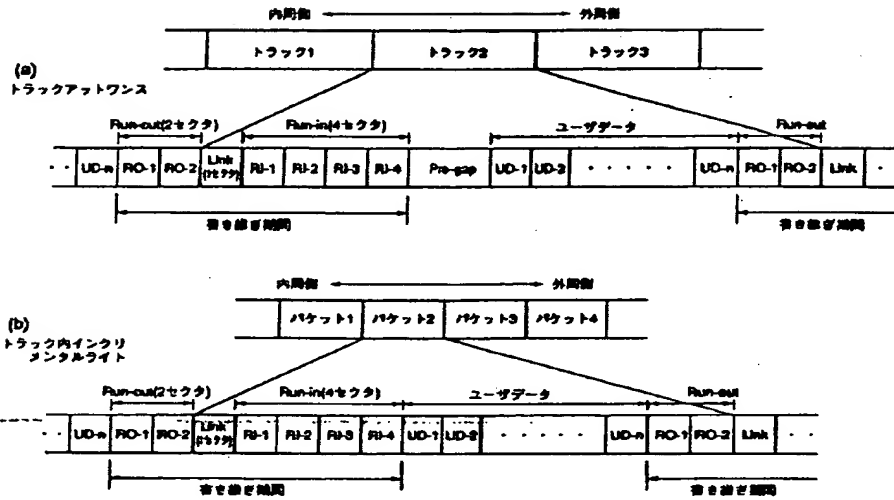 内周側 外周側
トラック1 トラック2 トラック3
(a)
トラックアットワンス
Run-out(2セクタ) Run-in(4セクタ) ユーザデータ Run-out
· · UD-n RO-1 RO-2 Link RI-1 RI-2 RI-3 RI-4 Pre-gap UD-1 UD-3 · · · · · UD-n RO-1 RO-2 Link · ·
(1セクタ)
書き継ぎ期間 書き継ぎ期間
内周側 外周側
パケット1 パケット2 パケット3 パケット4
(b)
トラック内インクリ
メンタルライト
Run-out(2セクタ) Run-in(4セクタ) ユーザデータ Run-out
· · UD-n RO-1 RO-2 Link RI-1 RI-2 RI-3 RI-4 UD-1 UD-2 · · · · · UD-n RO-1 RO-2 Link · ·
(1セクタ)
書き継ぎ期間 書き継ぎ期間